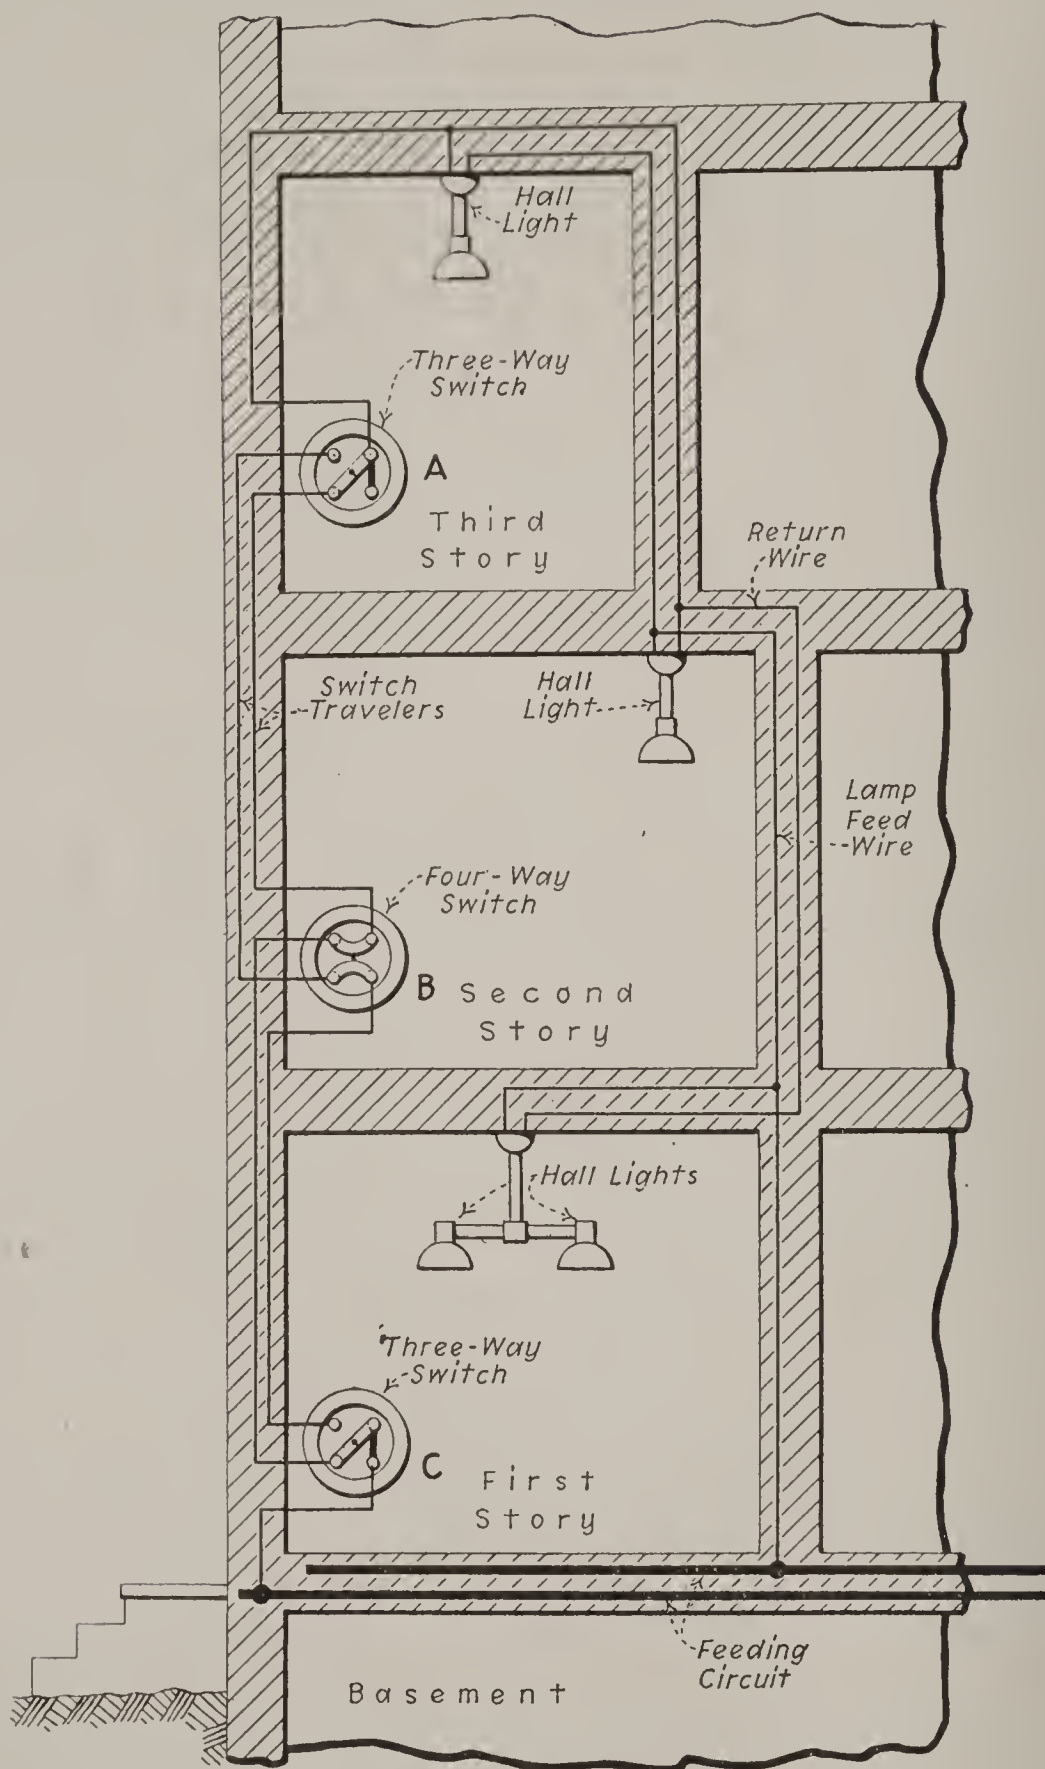 Hall
Light
Three-Way
Switch
A
Third
Story
Return
Wire
Switch
Travelers
Hall
Light
Lamp
Feed
Wire
Four-Way
Switch
B
Second
Story
Hall Lights
Three-Way
Switch
C
First
Story
Feeding
Circuit
Basement